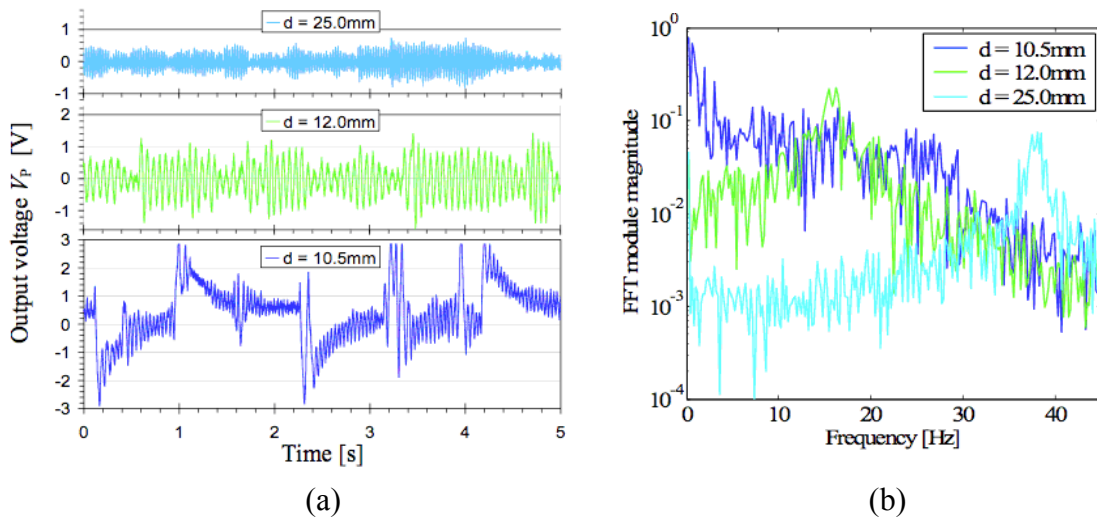 d = 25.0mm
1
0
-1
d = 12.0mm
2
1
0
-1
d = 10.5mm
3
2
1
0
-1
-2
-3
0 1 2 3 4 5
Output voltage VP [V]
Time [s]
(a)
d = 10.5mm
d = 12.0mm
d = 25.0mm
10^0
10^-1
10^-2
10^-3
10^-4
0 10 20 30 40
FFT module magnitude
Frequency [Hz]
(b)